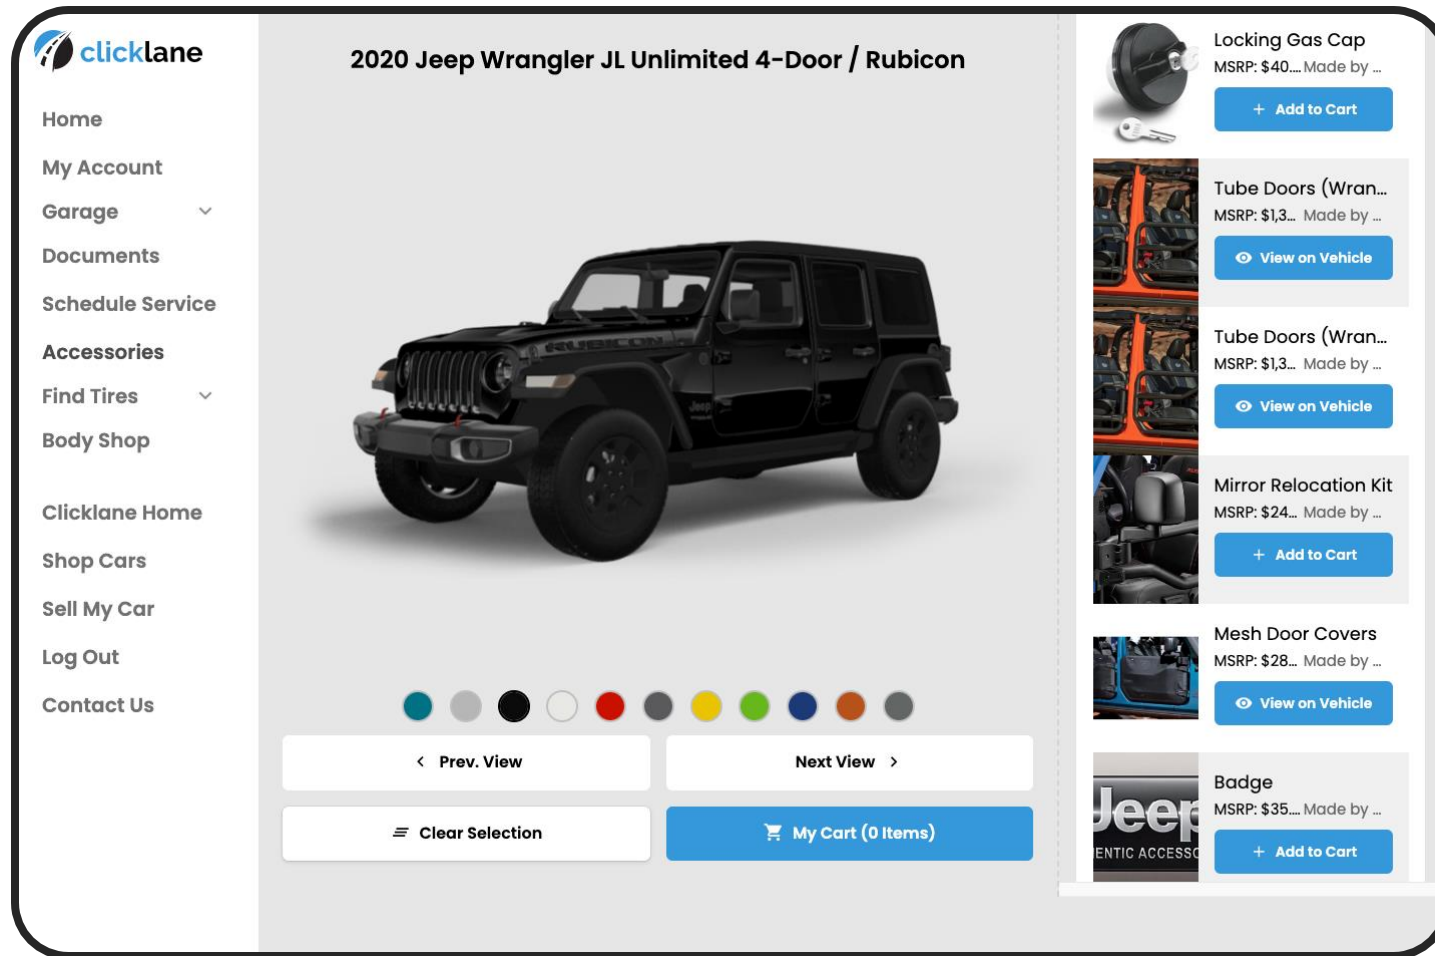 clicklane
Home
My Account
Garage
Documents
Schedule Service
Accessories
Find Tires
Body Shop
Clicklane Home
Shop Cars
Sell My Car
Log Out
Contact Us
2020 Jeep Wrangler JL Unlimited 4-Door / Rubicon
RUBICON
Jeep
Prev. View
Next View
Clear Selection
My Cart (0 Items)
Locking Gas Cap
MSRP: $40.... Made by ...
+ Add to Cart
Tube Doors (Wran...
MSRP: $1,3... Made by ...
View on Vehicle
Tube Doors (Wran...
MSRP: $1,3... Made by ...
View on Vehicle
Mirror Relocation Kit
MSRP: $24... Made by ...
+ Add to Cart
Mesh Door Covers
MSRP: $28... Made by ...
View on Vehicle
Jeep
ENTIC ACCESSO
Badge
MSRP: $35.... Made by ...
+ Add to Cart